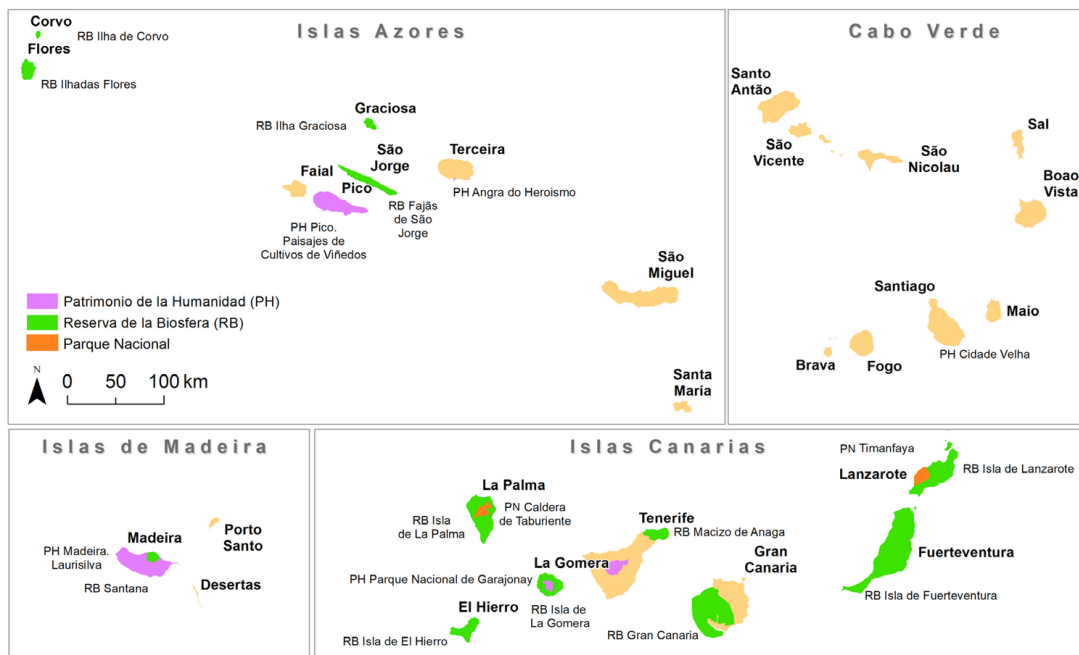 Islas Azores
Corvo
RB Ilha de Corvo
Flores
RB Ilhadas Flores
Graciosa
RB Ilha Graciosa
São
Jorge
Terceira
Faial
Pico
PH Angra do Heroismo
RB Fajãs
de São
Jorge
PH Pico.
Paisajes de
Cultivos de Viñedos
São
Miguel
Santa
María
Patrimonio de la Humanidad (PH)
Reserva de la Biosfera (RB)
Parque Nacional
N
0 50 100 km
Cabo Verde
Santo
Antão
São
Vicente
São
Nicolau
Sal
Boao
Vista
Santiago
Maio
PH Cidade Velha
Brava
Fogo
Islas de Madeira
Madeira
Porto
Santo
PH Madeira.
Laurisilva
RB Santana
Desertas
Islas Canarias
PN Timanfaya
Lanzarote
RB Isla de Lanzarote
La Palma
PN Caldera
de Taburiente
RB Isla
de La Palma
Tenerife
RB Macizo de Anaga
Gran
Canaria
Fuerteventura
La Gomera
PH Parque Nacional de Garajonay
RB Isla de
La Gomera
RB Isla de Fuerteventura
El Hierro
RB Isla de El Hierro
RB Gran Canaria